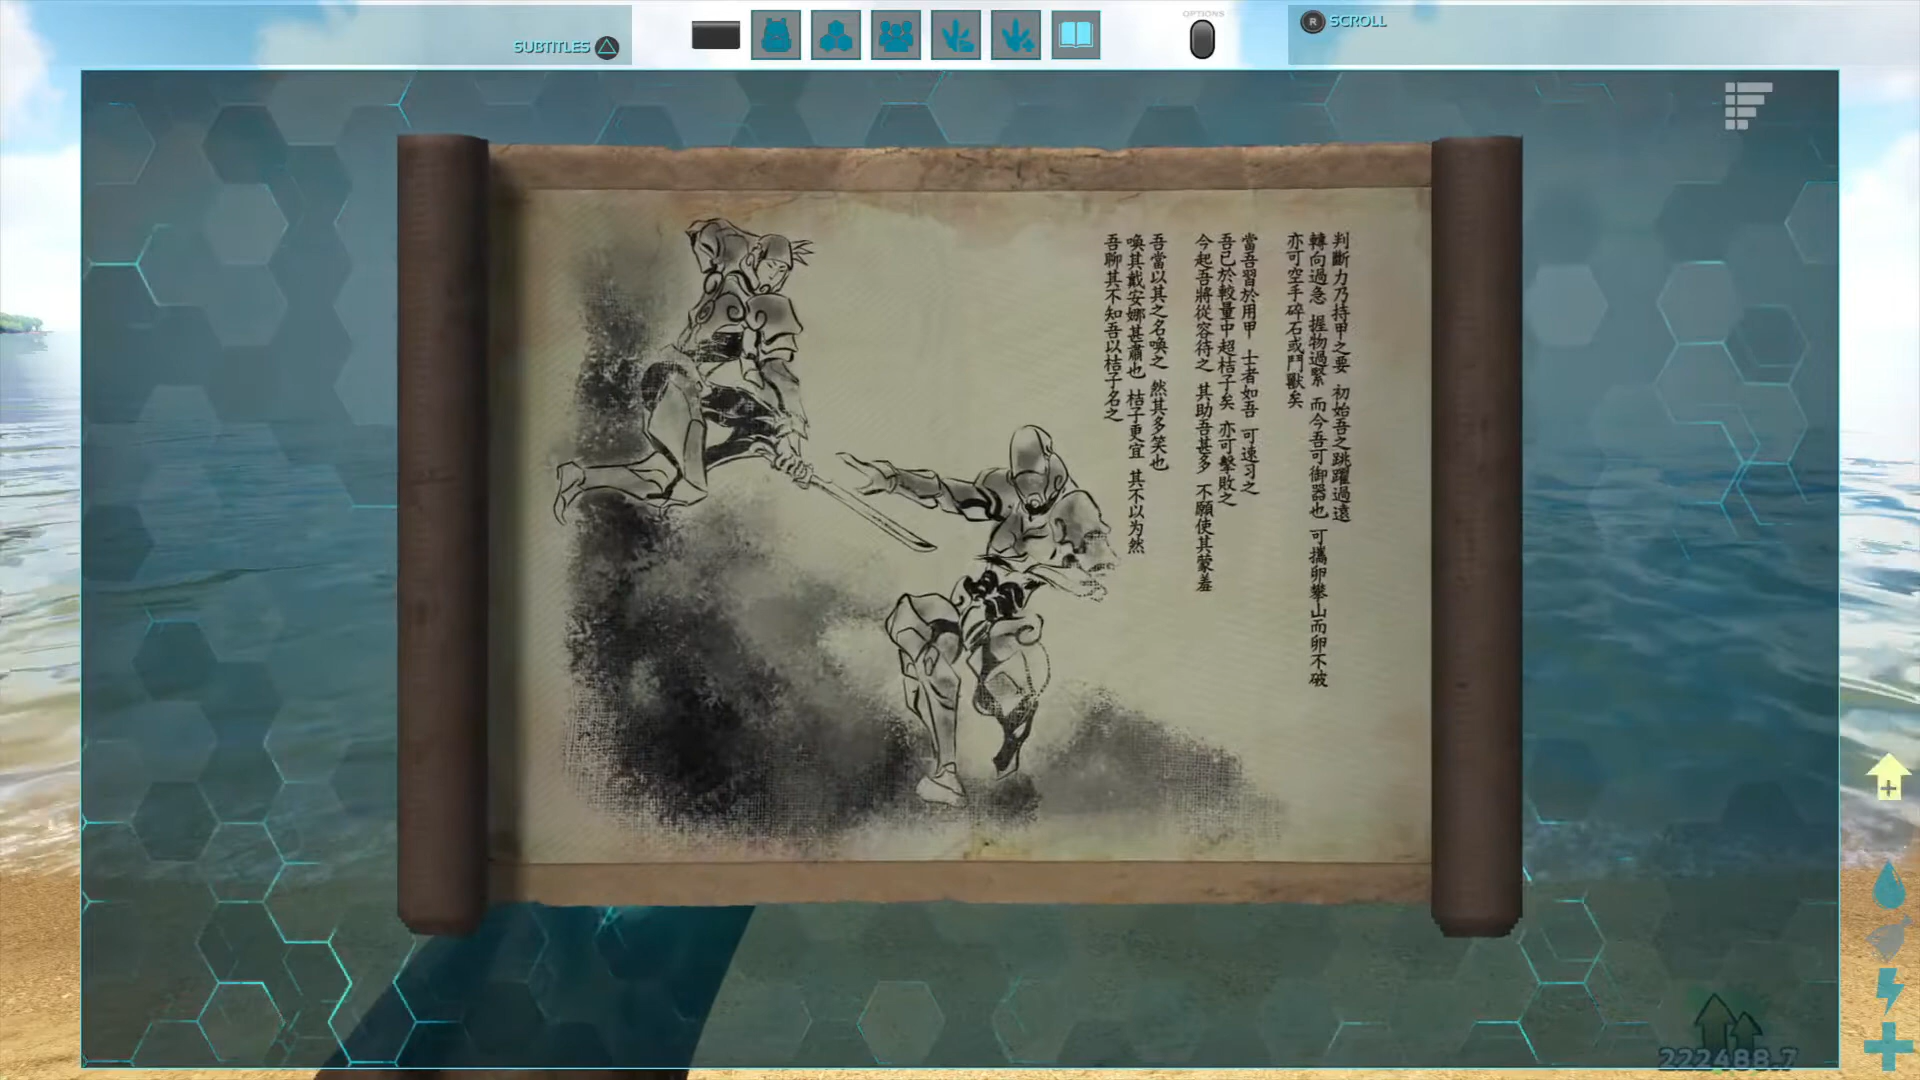 SUBTITLES
OPTIONS
R SCROLL
判斷力乃持甲之要 初始吾之跳躍過遠
轉向過急 握物過緊 而今吾可御器也 可攜卵攀山而卵不破
亦可空手碎石或鬥獸矣
當吾習於用甲 士者如吾 可速习之
吾已於較量中超桔子矣 亦可擊敗之
今起吾將從容待之 其助吾甚多 不願使其蒙羞
吾當以其之名喚之 然其多笑也
喚其戴安娜甚肅也 桔子更宜 其不以为然
吾聊其不知吾以桔子名之
222488.7